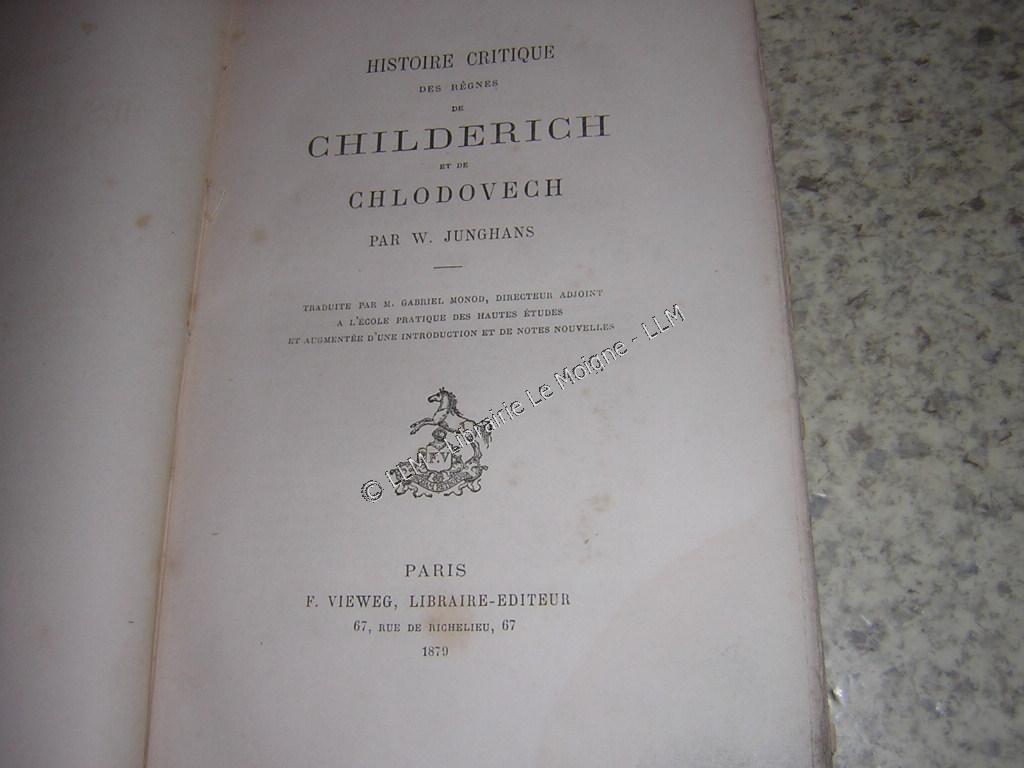 HISTOIRE CRITIQUE
DES RÈGNES
DE
CHILDERICH
ET DE
CHLODOVECH
PAR W. JUNGHANS
TRADUITE PAR M. GABRIEL MONOD, DIRECTEUR ADJOINT
A L'ÉCOLE PRATIQUE DES HAUTES ÉTUDES
ET AUGMENTÉE D'UNE INTRODUCTION ET DE NOTES NOUVELLES
F.V
© LLM - Librairie Le Moigne - LLM
PARIS
F. VIEWEG, LIBRAIRE-EDITEUR
67, RUE DE RICHELIEU, 67
1879